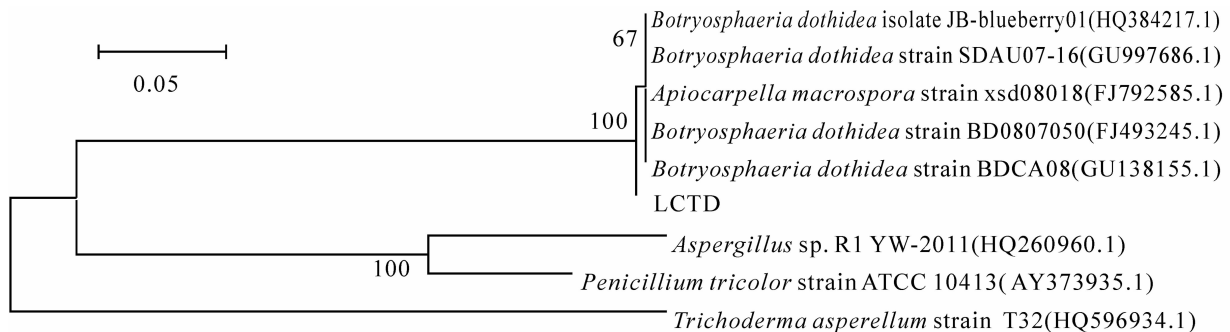 Botryosphaeria dothidea isolate JB-blueberry01(HQ384217.1)
67
Botryosphaeria dothidea strain SDAU07-16(GU997686.1)
0.05
Apiocarpella macrospora strain xsd08018(FJ792585.1)
100
Botryosphaeria dothidea strain BD0807050(FJ493245.1)
Botryosphaeria dothidea strain BDCA08(GU138155.1)
LCTD
Aspergillus sp. R1 YW-2011(HQ260960.1)
100
Penicillium tricolor strain ATCC 10413( AY373935.1)
Trichoderma asperellum strain T32(HQ596934.1)